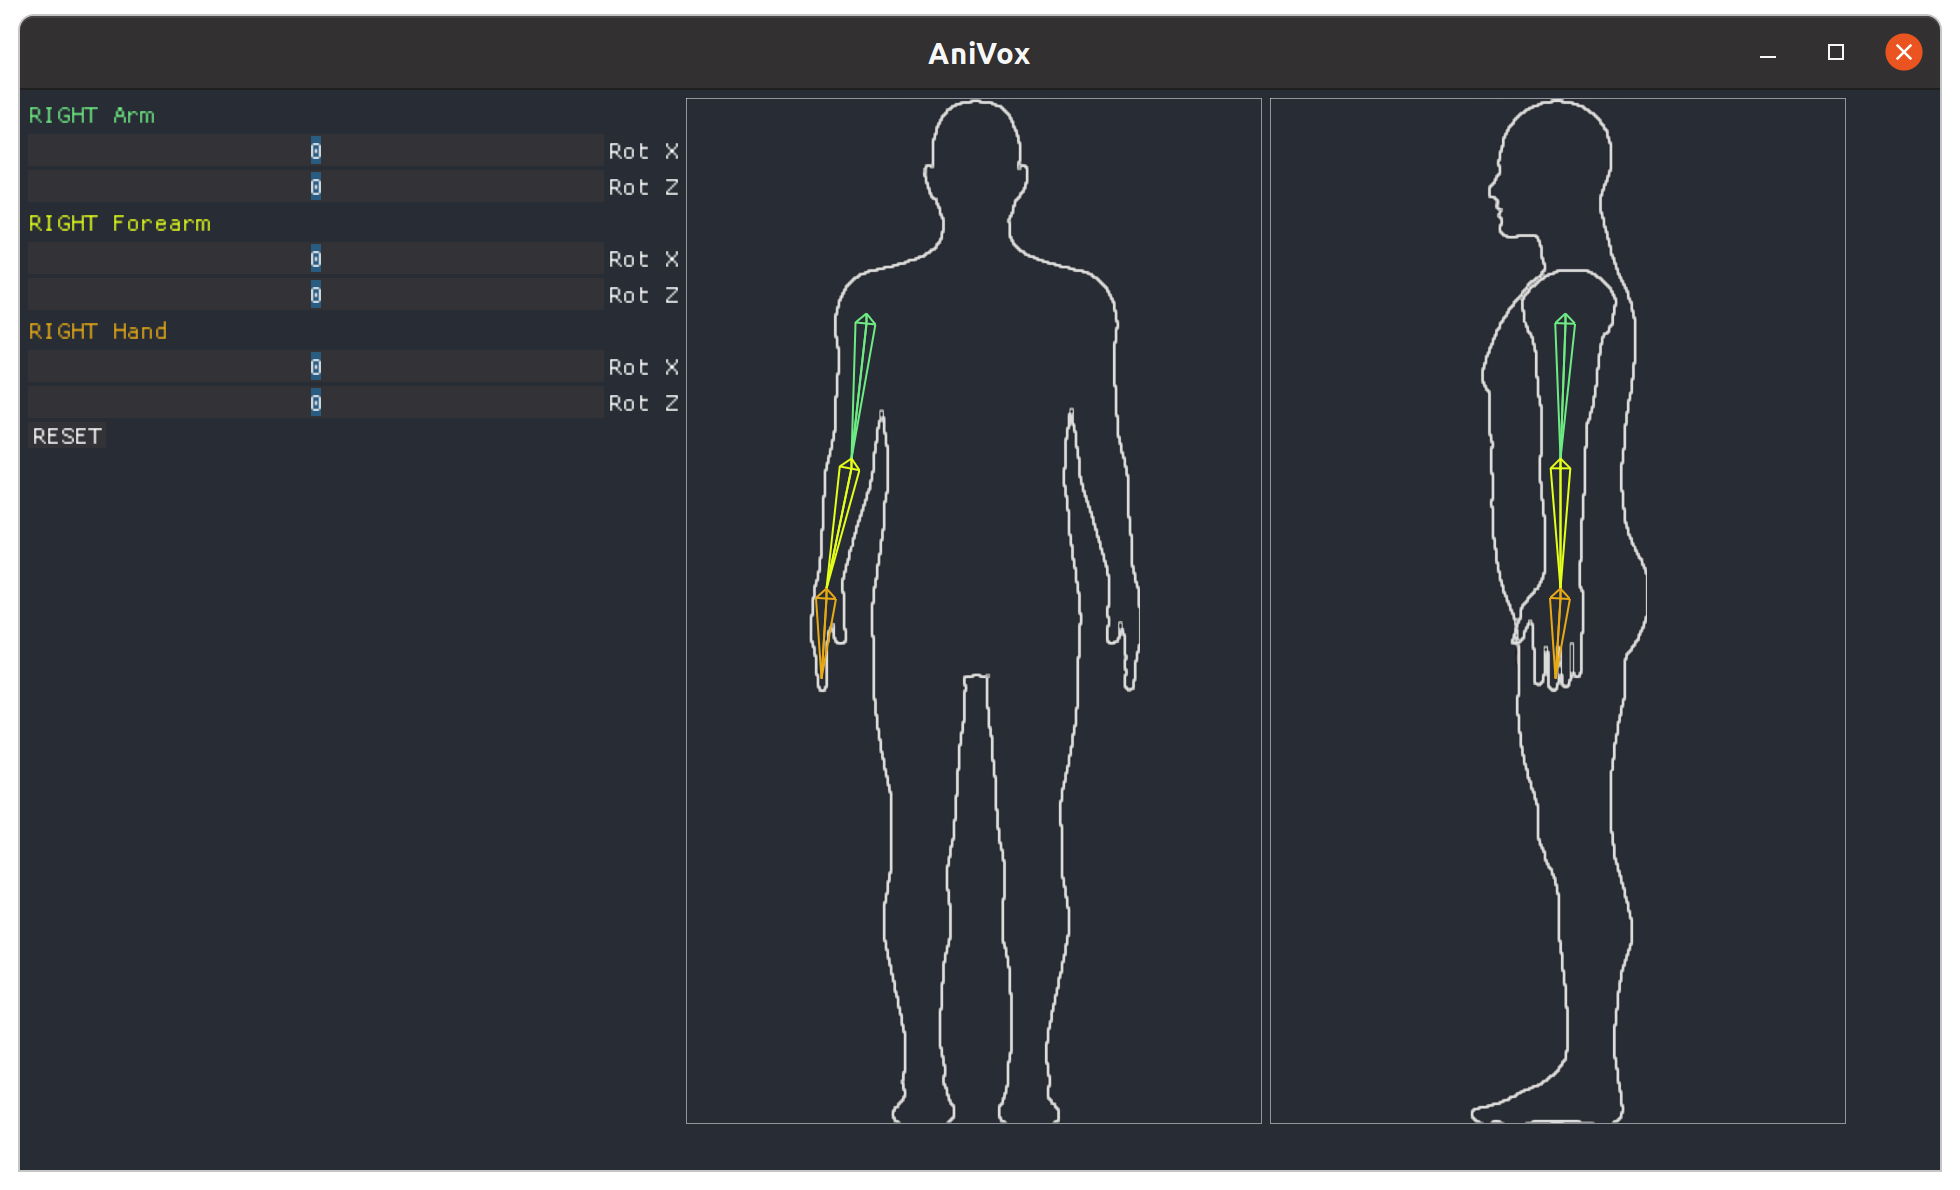 AniVox
RIGHT Arm
0 Rot X
0 Rot Z
RIGHT Forearm
0 Rot X
0 Rot Z
RIGHT Hand
0 Rot X
0 Rot Z
RESET